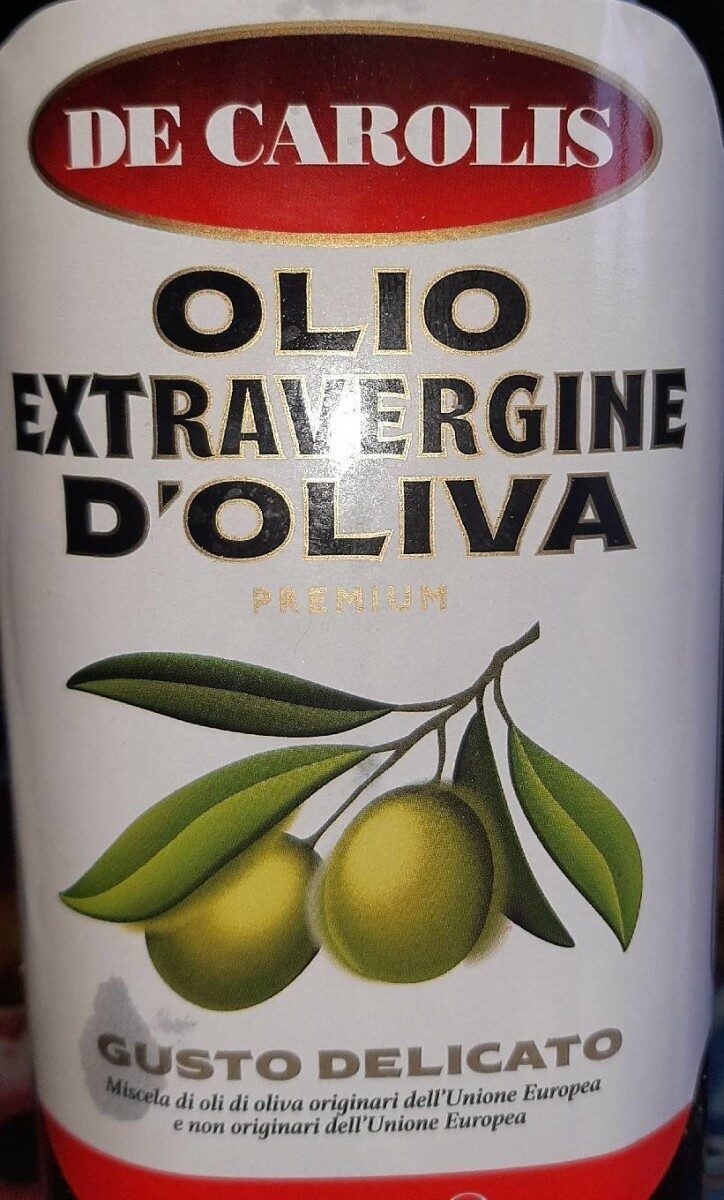 DE CAROLIS
OLIO
EXTRAVERGINE
D'OLIVA
PREMIUM
GUSTO DELICATO
Miscela di oli di oliva originari dell'Unione Europea
e non originari dell'Unione Europea